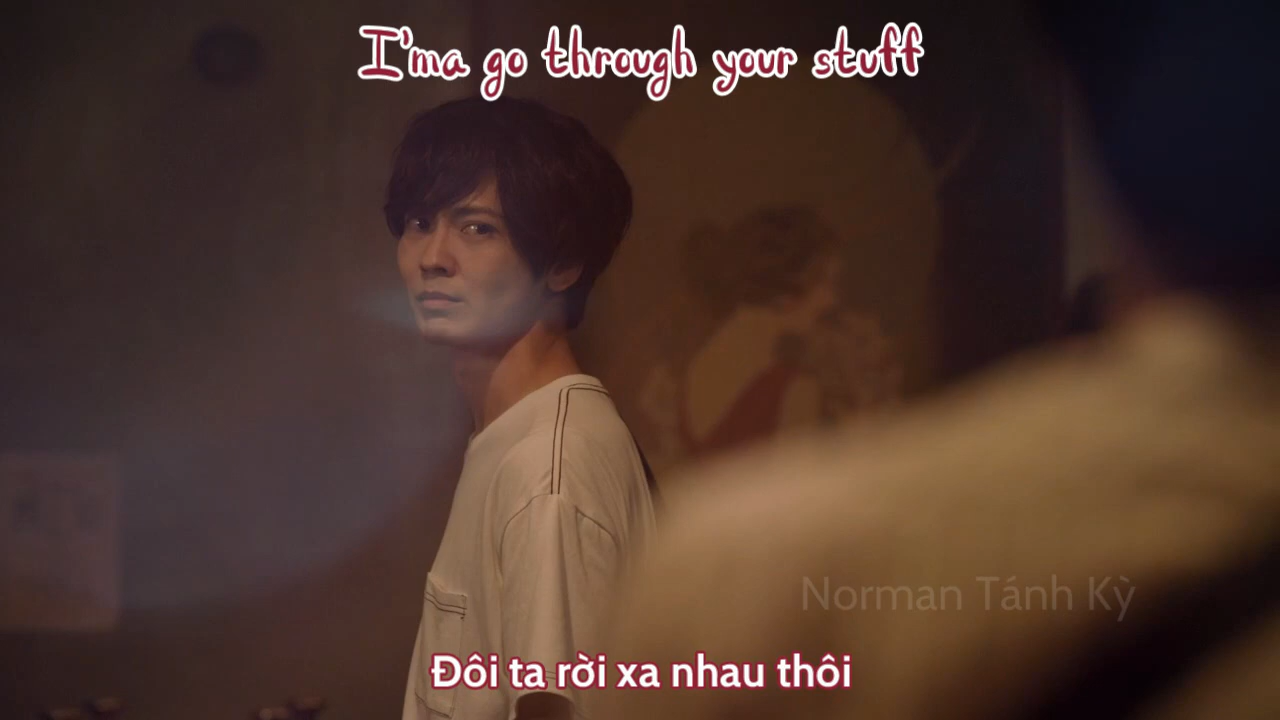 I'ma go through your stuff
Norman Tánh Kỳ
Đôi ta rời xa nhau thôi